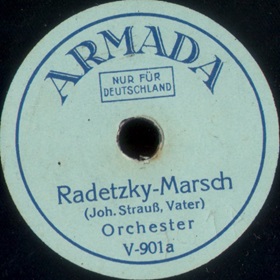 ARMADA
NUR FÜR
DEUTSCHLAND
Radetzky-Marsch
(Joh. Strauß, Vater)
Orchester
V-901a